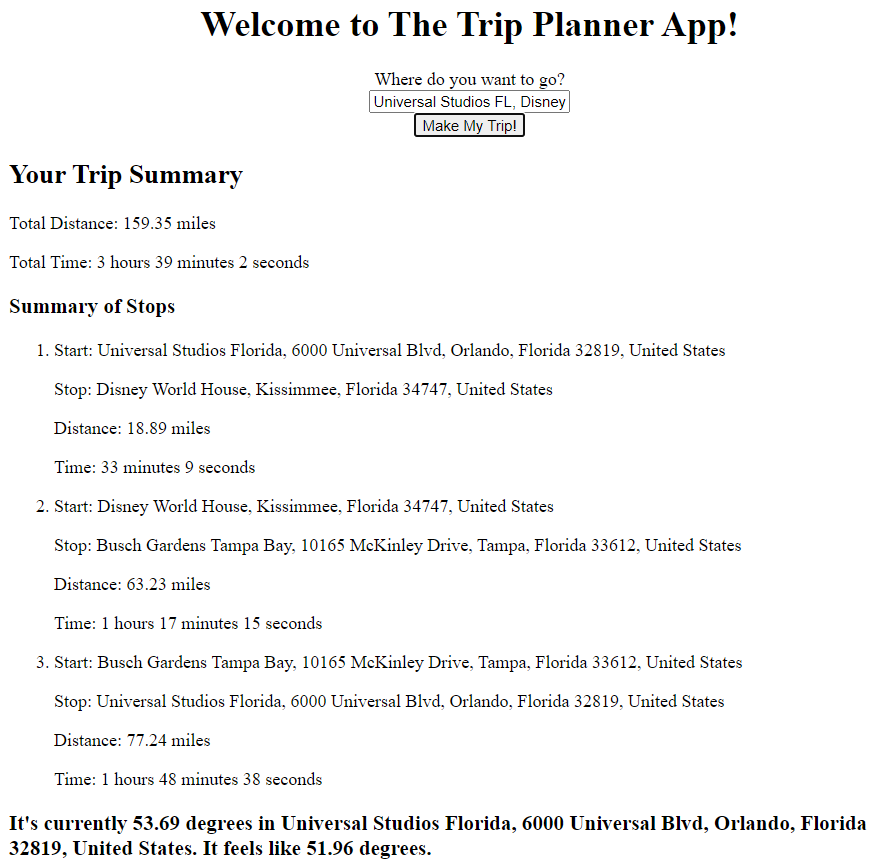 Welcome to The Trip Planner App!
Where do you want to go?
Universal Studios FL, Disney
Make My Trip!
Your Trip Summary
Total Distance: 159.35 miles
Total Time: 3 hours 39 minutes 2 seconds
Summary of Stops
1. Start: Universal Studios Florida, 6000 Universal Blvd, Orlando, Florida 32819, United States
Stop: Disney World House, Kissimmee, Florida 34747, United States
Distance: 18.89 miles
Time: 33 minutes 9 seconds
2. Start: Disney World House, Kissimmee, Florida 34747, United States
Stop: Busch Gardens Tampa Bay, 10165 McKinley Drive, Tampa, Florida 33612, United States
Distance: 63.23 miles
Time: 1 hours 17 minutes 15 seconds
3. Start: Busch Gardens Tampa Bay, 10165 McKinley Drive, Tampa, Florida 33612, United States
Stop: Universal Studios Florida, 6000 Universal Blvd, Orlando, Florida 32819, United States
Distance: 77.24 miles
Time: 1 hours 48 minutes 38 seconds
It's currently 53.69 degrees in Universal Studios Florida, 6000 Universal Blvd, Orlando, Florida
32819, United States. It feels like 51.96 degrees.